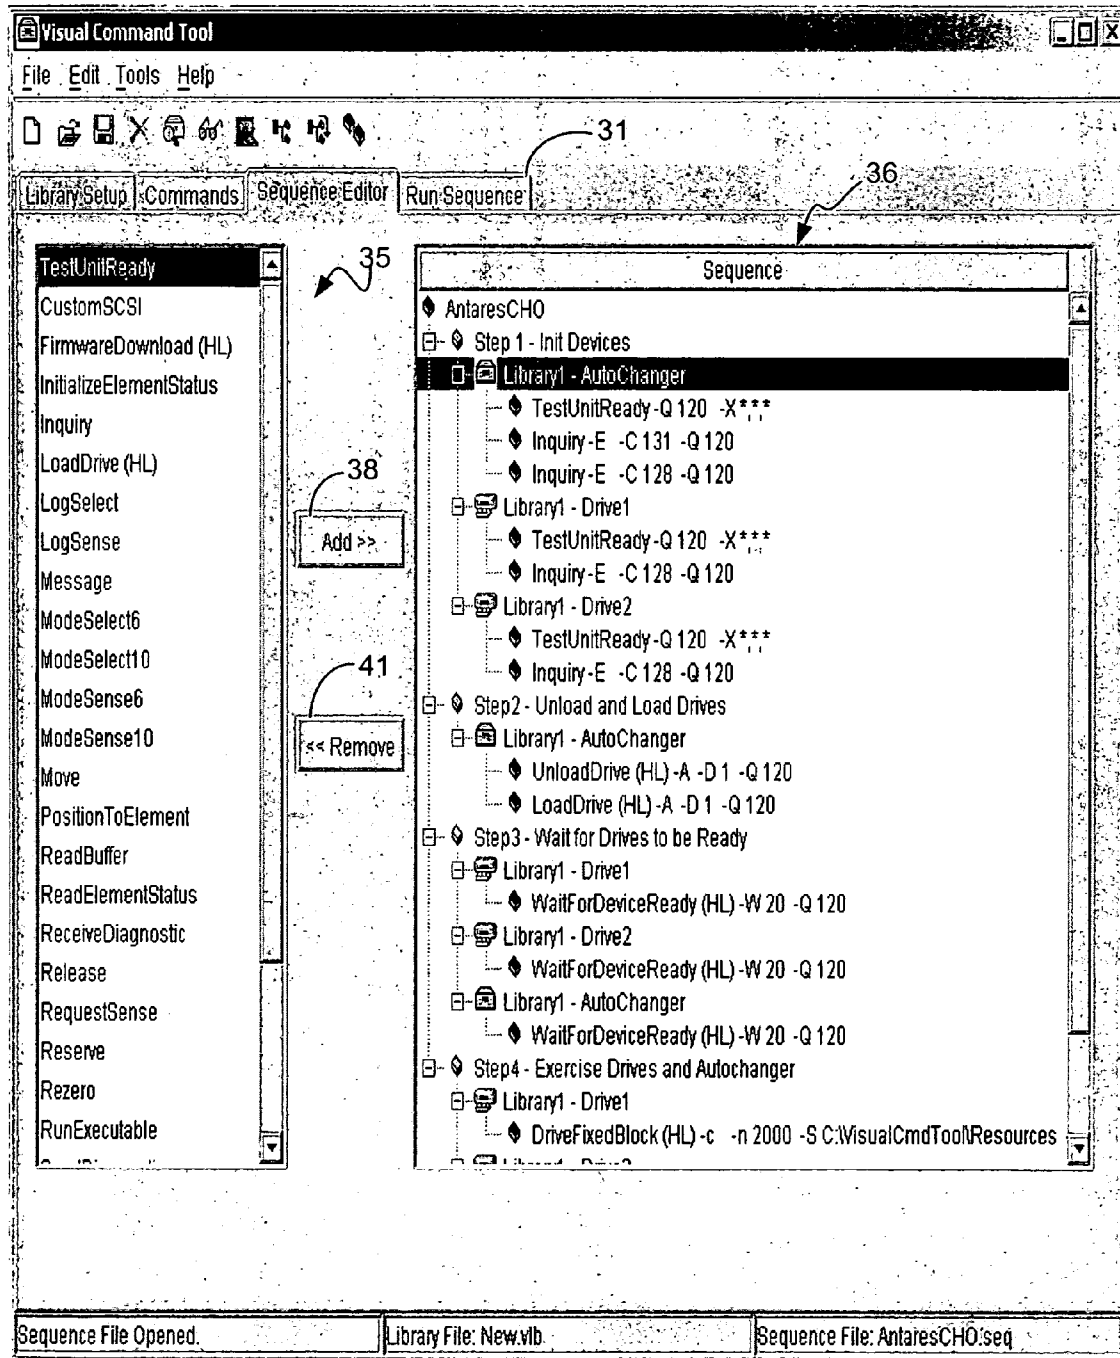 Visual Command Tool
File Edit Tools Help
31
Library Setup Commands Sequence Editor Run Sequence
36
35
TestUnitReady
CustomSCSI
FirmwareDownload (HL)
InitializeElementStatus
Inquiry
LoadDrive (HL)
LogSelect
LogSense
Message
ModeSelect6
ModeSelect10
ModeSense6
ModeSense10
Move
PositionToElement
ReadBuffer
ReadElementStatus
ReceiveDiagnostic
Release
RequestSense
Reserve
Rezero
RunExecutable
38
Add >>
41
<< Remove
Sequence
AntaresCHO
Step 1 - Init Devices
Library1 - AutoChanger
TestUnitReady -Q 120 -X *,*,*
Inquiry -E -C 131 -Q 120
Inquiry -E -C 128 -Q 120
Library1 - Drive1
TestUnitReady -Q 120 -X *,*,*
Inquiry -E -C 128 -Q 120
Library1 - Drive2
TestUnitReady -Q 120 -X *,*,*
Inquiry -E -C 128 -Q 120
Step2 - Unload and Load Drives
Library1 - AutoChanger
UnloadDrive (HL) -A -D 1 -Q 120
LoadDrive (HL) -A -D 1 -Q 120
Step3 - Wait for Drives to be Ready
Library1 - Drive1
WaitForDeviceReady (HL) -W 20 -Q 120
Library1 - Drive2
WaitForDeviceReady (HL) -W 20 -Q 120
Library1 - AutoChanger
WaitForDeviceReady (HL) -W 20 -Q 120
Step4 - Exercise Drives and Autochanger
Library1 - Drive1
DriveFixedBlock (HL) -c -n 2000 -S C:\VisualCmdTool\Resources
Sequence File Opened.
Library File: New.vlb
Sequence File: AntaresCHO.seq